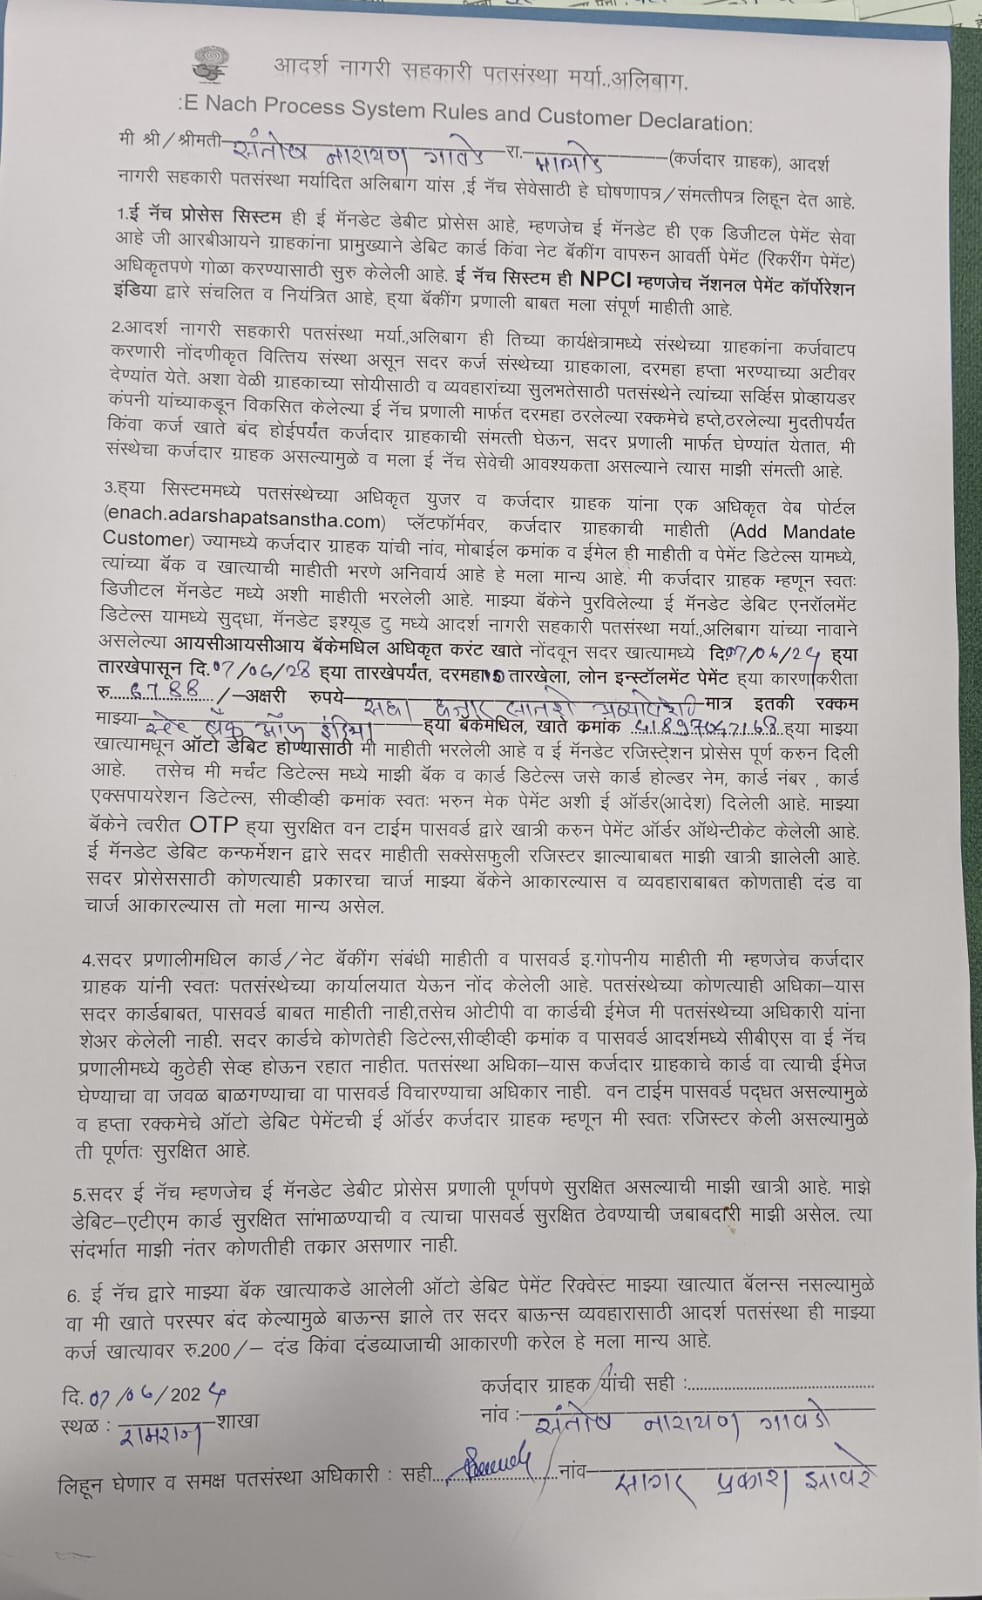 आदर्श नागरी सहकारी पतसंस्था मर्या.,अलिबाग.
:E Nach Process System Rules and Customer Declaration:
मी श्री/श्रीमती संतोष नारायण गावडे रा. (कर्जदार ग्राहक), आदर्श
नागरी सहकारी पतसंस्था मर्यादित अलिबाग यांस ,ई नॅच सेवेसाठी हे घोषणापत्र/संमत्तीपत्र लिहून देत आहे.
1.ई नॅच प्रोसेस सिस्टम ही ई मॅनडेट डेबीट प्रोसेस आहे, म्हणजेच ई मॅनडेट ही एक डिजीटल पेमेंट सेवा
आहे जी आरबीआयने ग्राहकांना प्रामुख्याने डेबिट कार्ड किंवा नेट बॅकींग वापरुन आवर्ती पेमेंट (रिकरींग पेमेंट)
अधिकृतपणे गोळा करण्यासाठी सुरु केलेली आहे. ई नॅच सिस्टम ही NPCI म्हणजेच नॅशनल पेमेंट कॉर्पोरेशन
इंडिया द्वारे संचलित व नियंत्रित आहे, ह्या बॅकींग प्रणाली बाबत मला संपूर्ण माहीती आहे.
2.आदर्श नागरी सहकारी पतसंस्था मर्या.,अलिबाग ही तिच्या कार्यक्षेत्रामध्ये संस्थेच्या ग्राहकांना कर्जवाटप
करणारी नोंदणीकृत वित्तिय संस्था असून सदर कर्ज संस्थेच्या ग्राहकाला, दरमहा हप्ता भरण्याच्या अटीवर
देण्यांत येते. अशा वेळी ग्राहकाच्या सोयीसाठी व व्यवहारांच्या सुलभतेसाठी पतसंस्थेने त्यांच्या सर्व्हिस प्रोव्हायडर
कंपनी यांच्याकडून विकसित केलेल्या ई नॅच प्रणाली मार्फत दरमहा ठरलेल्या रक्कमेचे हप्ते,ठरलेल्या मुदतीपर्यंत
किंवा कर्ज खाते बंद होईपर्यंत कर्जदार ग्राहकाची संमत्ती घेऊन, सदर प्रणाली मार्फत घेण्यांत येतात, मी
संस्थेचा कर्जदार ग्राहक असल्यामुळे व मला ई नॅच सेवेची आवश्यकता असल्याने त्यास माझी संमत्ती आहे.
3.ह्या सिस्टममध्ये पतसंस्थेच्या अधिकृत युजर व कर्जदार ग्राहक यांना एक अधिकृत वेब पोर्टल
(enach.adarshapatsanstha.com) प्लॅटफॉर्मवर, कर्जदार ग्राहकाची माहीती (Add Mandate
Customer) ज्यामध्ये कर्जदार ग्राहक यांची नांव, मोबाईल क्रमांक व ईमेल ही माहीती व पेमेंट डिटेल्स यामध्ये,
त्यांच्या बॅक व खात्याची माहीती भरणे अनिवार्य आहे हे मला मान्य आहे. मी कर्जदार ग्राहक म्हणून स्वतः
डिजीटल मॅनडेट मध्ये अशी माहीती भरलेली आहे. माझ्या बॅकेने पुरविलेल्या ई मॅनडेट डेबिट एनरॉलमेंट
डिटेल्स यामध्ये सुद्धा, मॅनडेट इश्यूड टु मध्ये आदर्श नागरी सहकारी पतसंस्था मर्या.,अलिबाग यांच्या नावाने
असलेल्या आयसीआयसीआय बॅकेमधिल अधिकृत करंट खाते नोंदवून सदर खात्यामध्ये दि.07/06/24 ह्या
तारखेपासून दि.07/06/28 ह्या तारखेपर्यंत, दरमहा तारखेला, लोन इन्स्टॉलमेंट पेमेंट ह्या कारणाकरीता
रु. 6788 /-अक्षरी रुपये सहा हजार सातशे मात्र इतकी रक्कम
माझ्या स्टेट बँक ऑफ इंडिया ह्या बॅकेमधिल, खाते क्रमांक ह्या माझ्या
खात्यामधून ऑटो डेबिट होण्यासाठी मी माहीती भरलेली आहे व ई मॅनडेट रजिस्ट्रेशन प्रोसेस पूर्ण करुन दिली
आहे. तसेच मी मर्चंट डिटेल्स मध्ये माझी बॅक व कार्ड डिटेल्स जसे कार्ड होल्डर नेम, कार्ड नंबर , कार्ड
एक्सपायरेशन डिटेल्स, सीव्हीव्ही क्रमांक स्वतः भरुन मेक पेमेंट अशी ई ऑर्डर(आदेश) दिलेली आहे. माझ्या
बॅकेने त्वरीत OTP ह्या सुरक्षित वन टाईम पासवर्ड द्वारे खात्री करुन पेमेंट ऑर्डर ऑथेन्टीकेट केलेली आहे.
ई मॅनडेट डेबिट कन्फर्मेशन द्वारे सदर माहीती सक्सेसफुली रजिस्टर झाल्याबाबत माझी खात्री झालेली आहे.
सदर प्रोसेससाठी कोणत्याही प्रकारचा चार्ज माझ्या बॅकेने आकारल्यास व व्यवहाराबाबत कोणताही दंड वा
चार्ज आकारल्यास तो मला मान्य असेल.
4.सदर प्रणालीमधिल कार्ड/नेट बॅकींग संबंधी माहीती व पासवर्ड इ.गोपनीय माहीती मी म्हणजेच कर्जदार
ग्राहक यांनी स्वतः पतसंस्थेच्या कार्यालयात येऊन नोंद केलेली आहे. पतसंस्थेच्या कोणत्याही अधिका–यास
सदर कार्डबाबत, पासवर्ड बाबत माहीती नाही,तसेच ओटीपी वा कार्डची ईमेज मी पतसंस्थेच्या अधिकारी यांना
शेअर केलेली नाही. सदर कार्डचे कोणतेही डिटेल्स,सीव्हीव्ही क्रमांक व पासवर्ड आदर्शमध्ये सीबीएस वा ई नॅच
प्रणालीमध्ये कुठेही सेव्ह होऊन रहात नाहीत. पतसंस्था अधिका–यास कर्जदार ग्राहकाचे कार्ड वा त्याची ईमेज
घेण्याचा वा जवळ बाळगण्याचा वा पासवर्ड विचारण्याचा अधिकार नाही. वन टाईम पासवर्ड पद्धत असल्यामुळे
व हप्ता रक्कमेचे ऑटो डेबिट पेमेंटची ई ऑर्डर कर्जदार ग्राहक म्हणून मी स्वतः रजिस्टर केली असल्यामुळे
ती पूर्णतः सुरक्षित आहे.
5.सदर ई नॅच म्हणजेच ई मॅनडेट डेबीट प्रोसेस प्रणाली पूर्णपणे सुरक्षित असल्याची माझी खात्री आहे. माझे
डेबिट–एटीएम कार्ड सुरक्षित सांभाळण्याची व त्याचा पासवर्ड सुरक्षित ठेवण्याची जबाबदारी माझी असेल. त्या
संदर्भात माझी नंतर कोणतीही तकार असणार नाही.
6. ई नॅच द्वारे माझ्या बॅक खात्याकडे आलेली ऑटो डेबिट पेमेंट रिक्वेस्ट माझ्या खात्यात बॅलन्स नसल्यामुळे
वा मी खाते परस्पर बंद केल्यामुळे बाऊन्स झाले तर सदर बाऊन्स व्यवहारासाठी आदर्श पतसंस्था ही माझ्या
कर्ज खात्यावर रु.200/– दंड किंवा दंडव्याजाची आकारणी करेल हे मला मान्य आहे.
दि.07/06/2024 कर्जदार ग्राहक यांची सही :
स्थळ : रामराज शाखा नांव :- संतोष नारायण गावडे
लिहून घेणार व समक्ष पतसंस्था अधिकारी : सही नांव सागर प्रकाश झावरे